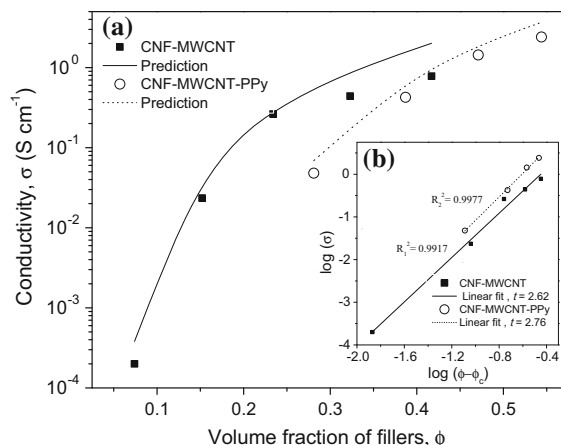 (a)
CNF-MWCNT
Prediction
CNF-MWCNT-PPy
Prediction
Conductivity, σ (S cm⁻¹)
10⁰
10⁻¹
10⁻²
10⁻³
10⁻⁴
0.1 0.2 0.3 0.4 0.5
Volume fraction of fillers, ϕ
(b)
R₂² = 0.9977
R₁² = 0.9917
CNF-MWCNT
Linear fit , t = 2.62
CNF-MWCNT-PPy
Linear fit , t = 2.76
log (σ)
1
0
-1
-2
-3
-4
-2.0 -1.6 -1.2 -0.8 -0.4
log (ϕ-ϕc)